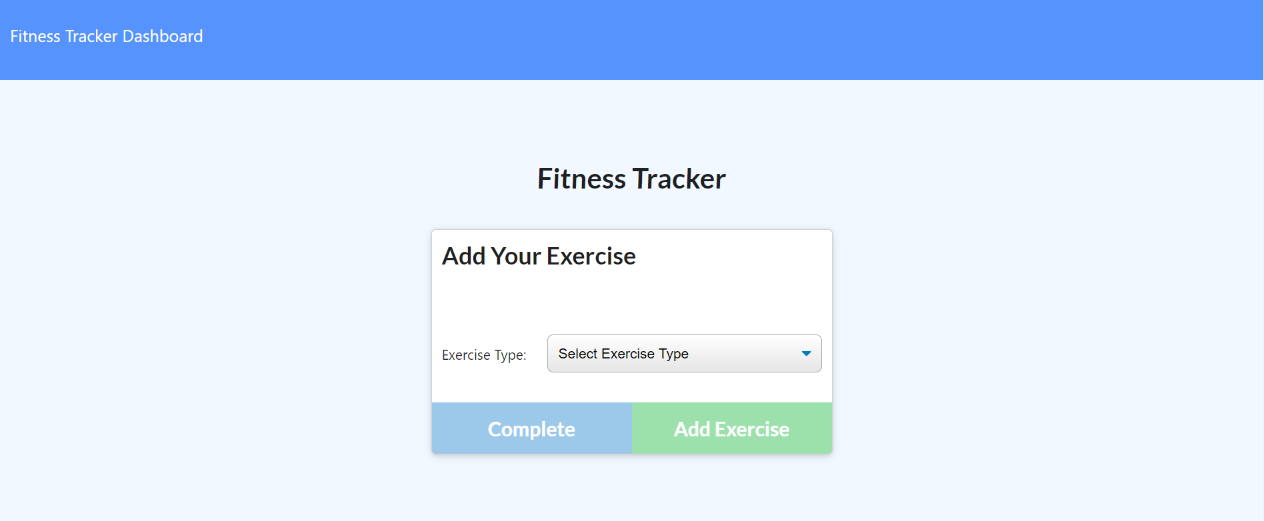 Fitness Tracker Dashboard
Fitness Tracker
Add Your Exercise
Exercise Type: Select Exercise Type
Complete Add Exercise